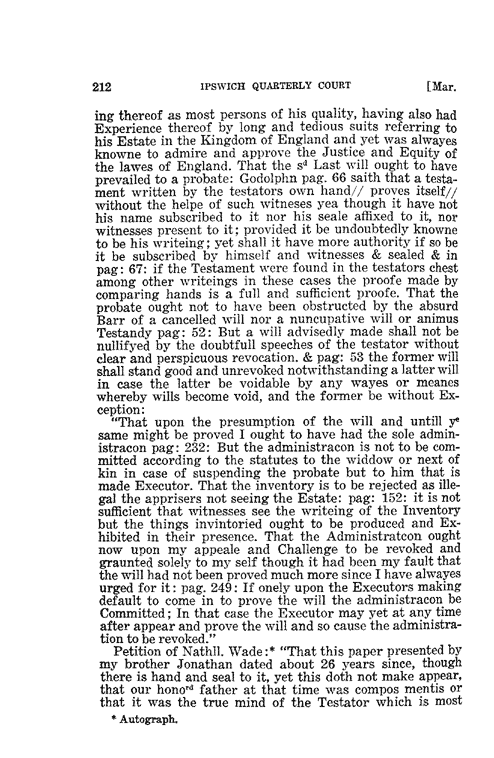 212 IPSWICH QUARTERLY COURT [Mar.
ing thereof as most persons of his quality, having also had
Experience thereof by long and tedious suits referring to
his Estate in the Kingdom of England and yet was alwayes
knowne to admire and approve the Justice and Equity of
the lawes of England. That the sd Last will ought to have
prevailed to a probate: Godolphn pag. 66 saith that a testa-
ment written by the testators own hand// proves itself//
without the helpe of such witneses yea though it have not
his name subscribed to it nor his seale affixed to it, nor
witnesses present to it; provided it be undoubtedly knowne
to be his writeing; yet shall it have more authority if so be
it be subscribed by himself and witnesses & sealed & in
pag: 67: if the Testament were found in the testators chest
among other writeings in these cases the proofe made by
comparing hands is a full and sufficient proofe. That the
probate ought not to have been obstructed by the absurd
Barr of a cancelled will nor a nuncupative will or animus
Testandy pag: 52: But a will advisedly made shall not be
nullifyed by the doubtfull speeches of the testator without
clear and perspicuous revocation. & pag: 53 the former will
shall stand good and unrevoked notwithstanding a latter will
in case the latter be voidable by any wayes or meanes
whereby wills become void, and the former be without Ex-
ception:
"That upon the presumption of the will and untill ye
same might be proved I ought to have had the sole admin-
istracon pag: 232: But the administracon is not to be com-
mitted according to the statutes to the widdow or next of
kin in case of suspending the probate but to him that is
made Executor. That the inventory is to be rejected as ille-
gal the apprisers not seeing the Estate: pag: 152: it is not
sufficient that witnesses see the writeing of the Inventory
but the things invintoried ought to be produced and Ex-
hibited in their presence. That the Administratcon ought
now upon my appeale and Challenge to be revoked and
graunted solely to my self though it had been my fault that
the will had not been proved much more since I have alwayes
urged for it: pag. 249: If onely upon the Executors making
default to come in to prove the will the administracon be
Committed; In that case the Executor may yet at any time
after appear and prove the will and so cause the administra-
tion to be revoked."
Petition of Nathll. Wade:* "That this paper presented by
my brother Jonathan dated about 26 years since, though
there is hand and seal to it, yet this doth not make appear,
that our honord father at that time was compos mentis or
that it was the true mind of the Testator which is most
* Autograph.